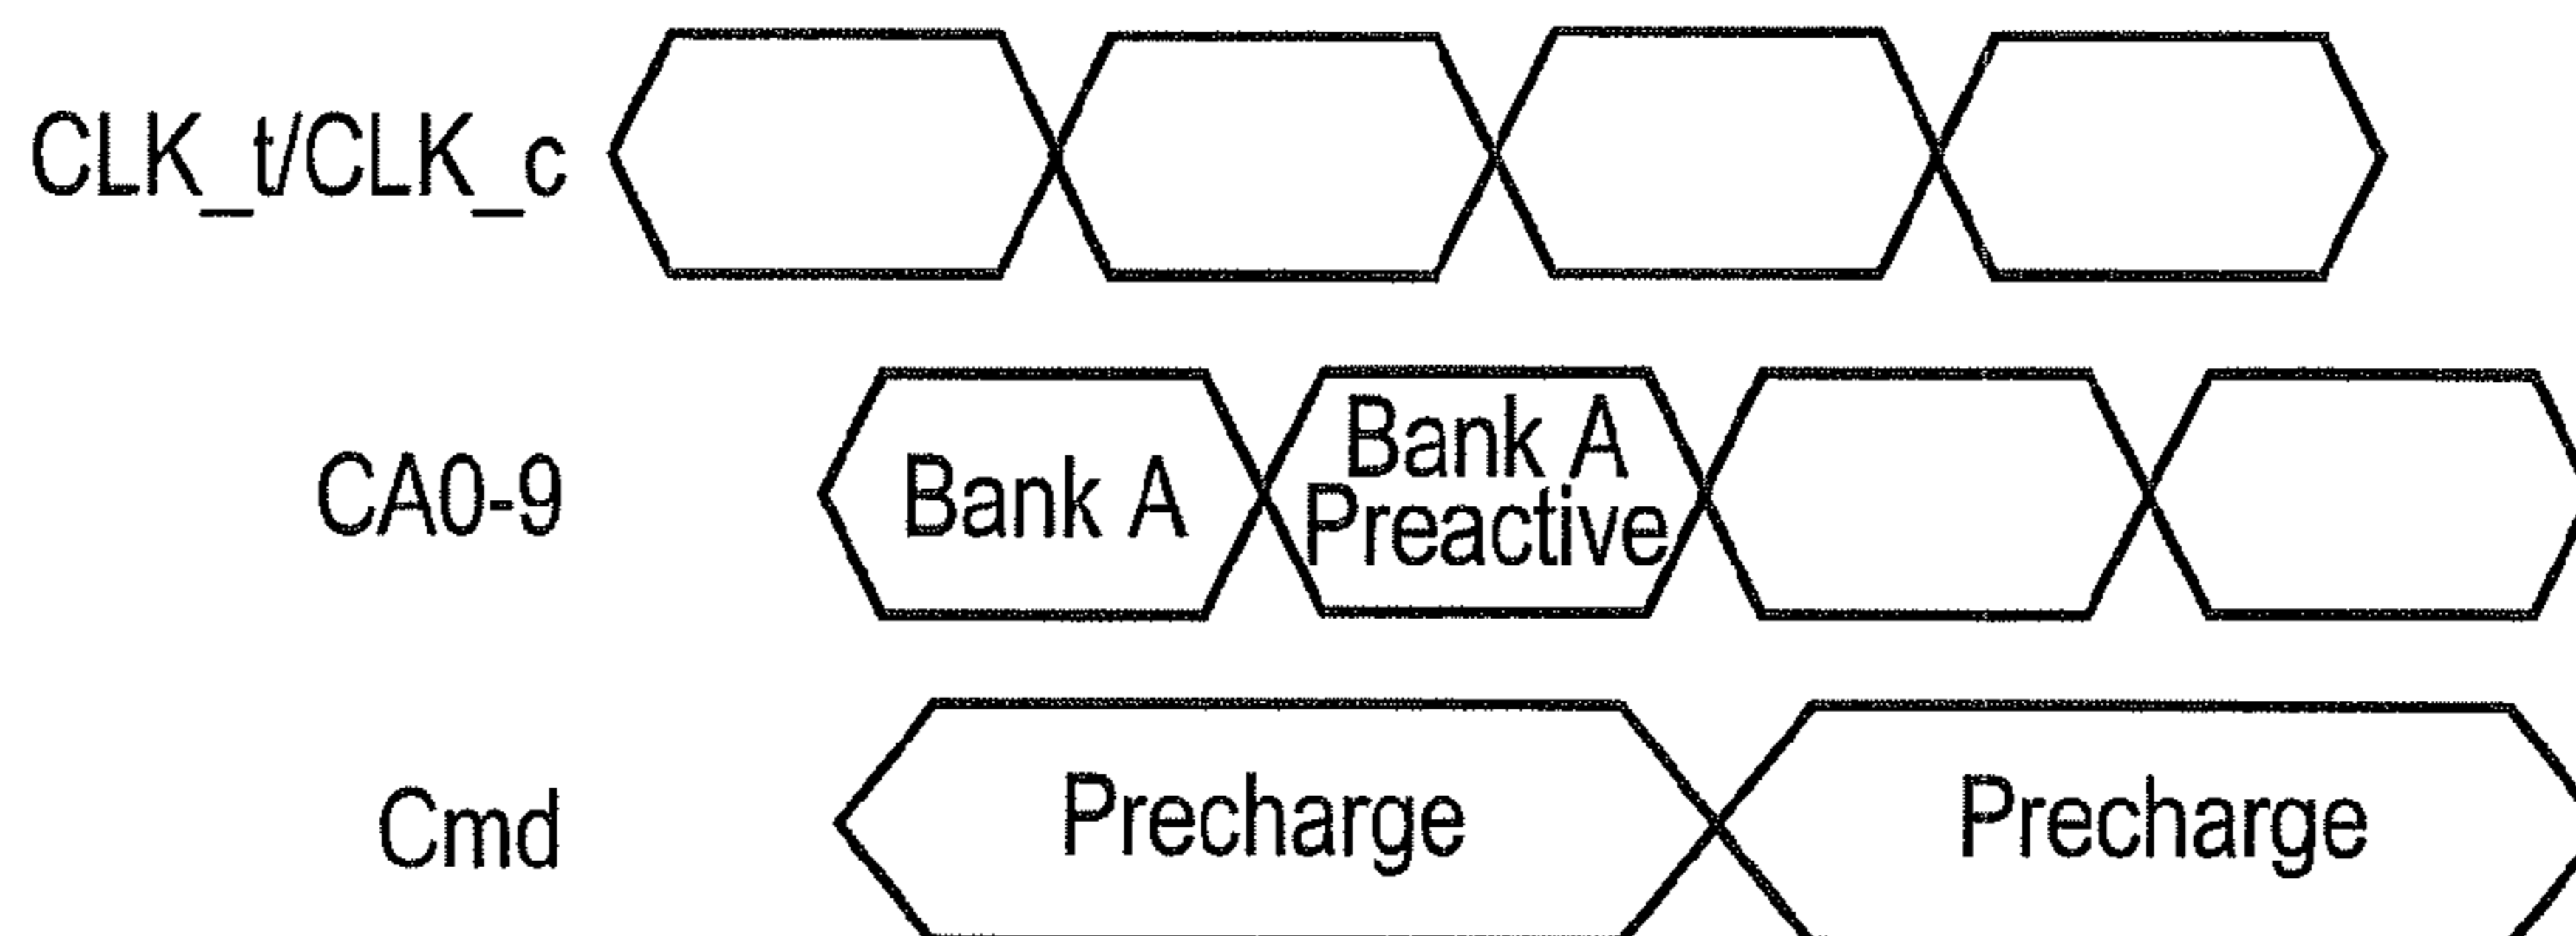 CLK_t/CLK_c
CA0-9
Bank A
Bank A
Preactive
Cmd
Precharge
Precharge